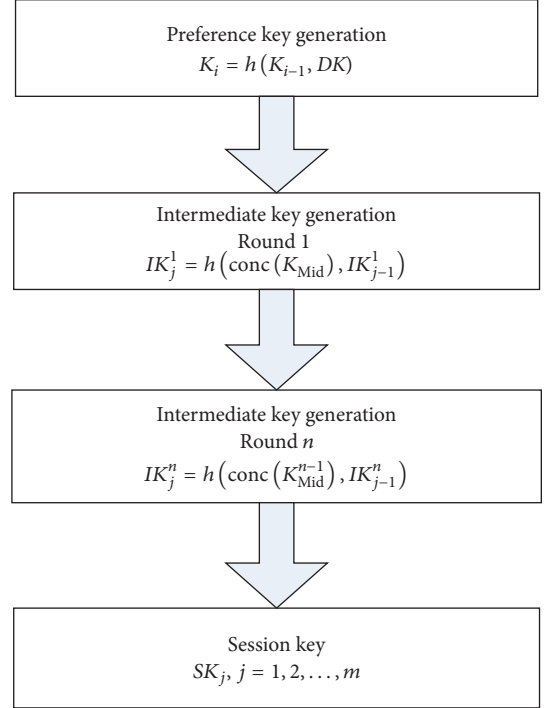 Preference key generation
K_i = h(K_{i−1}, DK)
Intermediate key generation
Round 1
IK_j^1 = h(conc(K_Mid), IK_{j−1}^1)
Intermediate key generation
Round n
IK_j^n = h(conc(K_Mid^{n−1}), IK_{j−1}^n)
Session key
SK_j, j = 1, 2, . . . , m